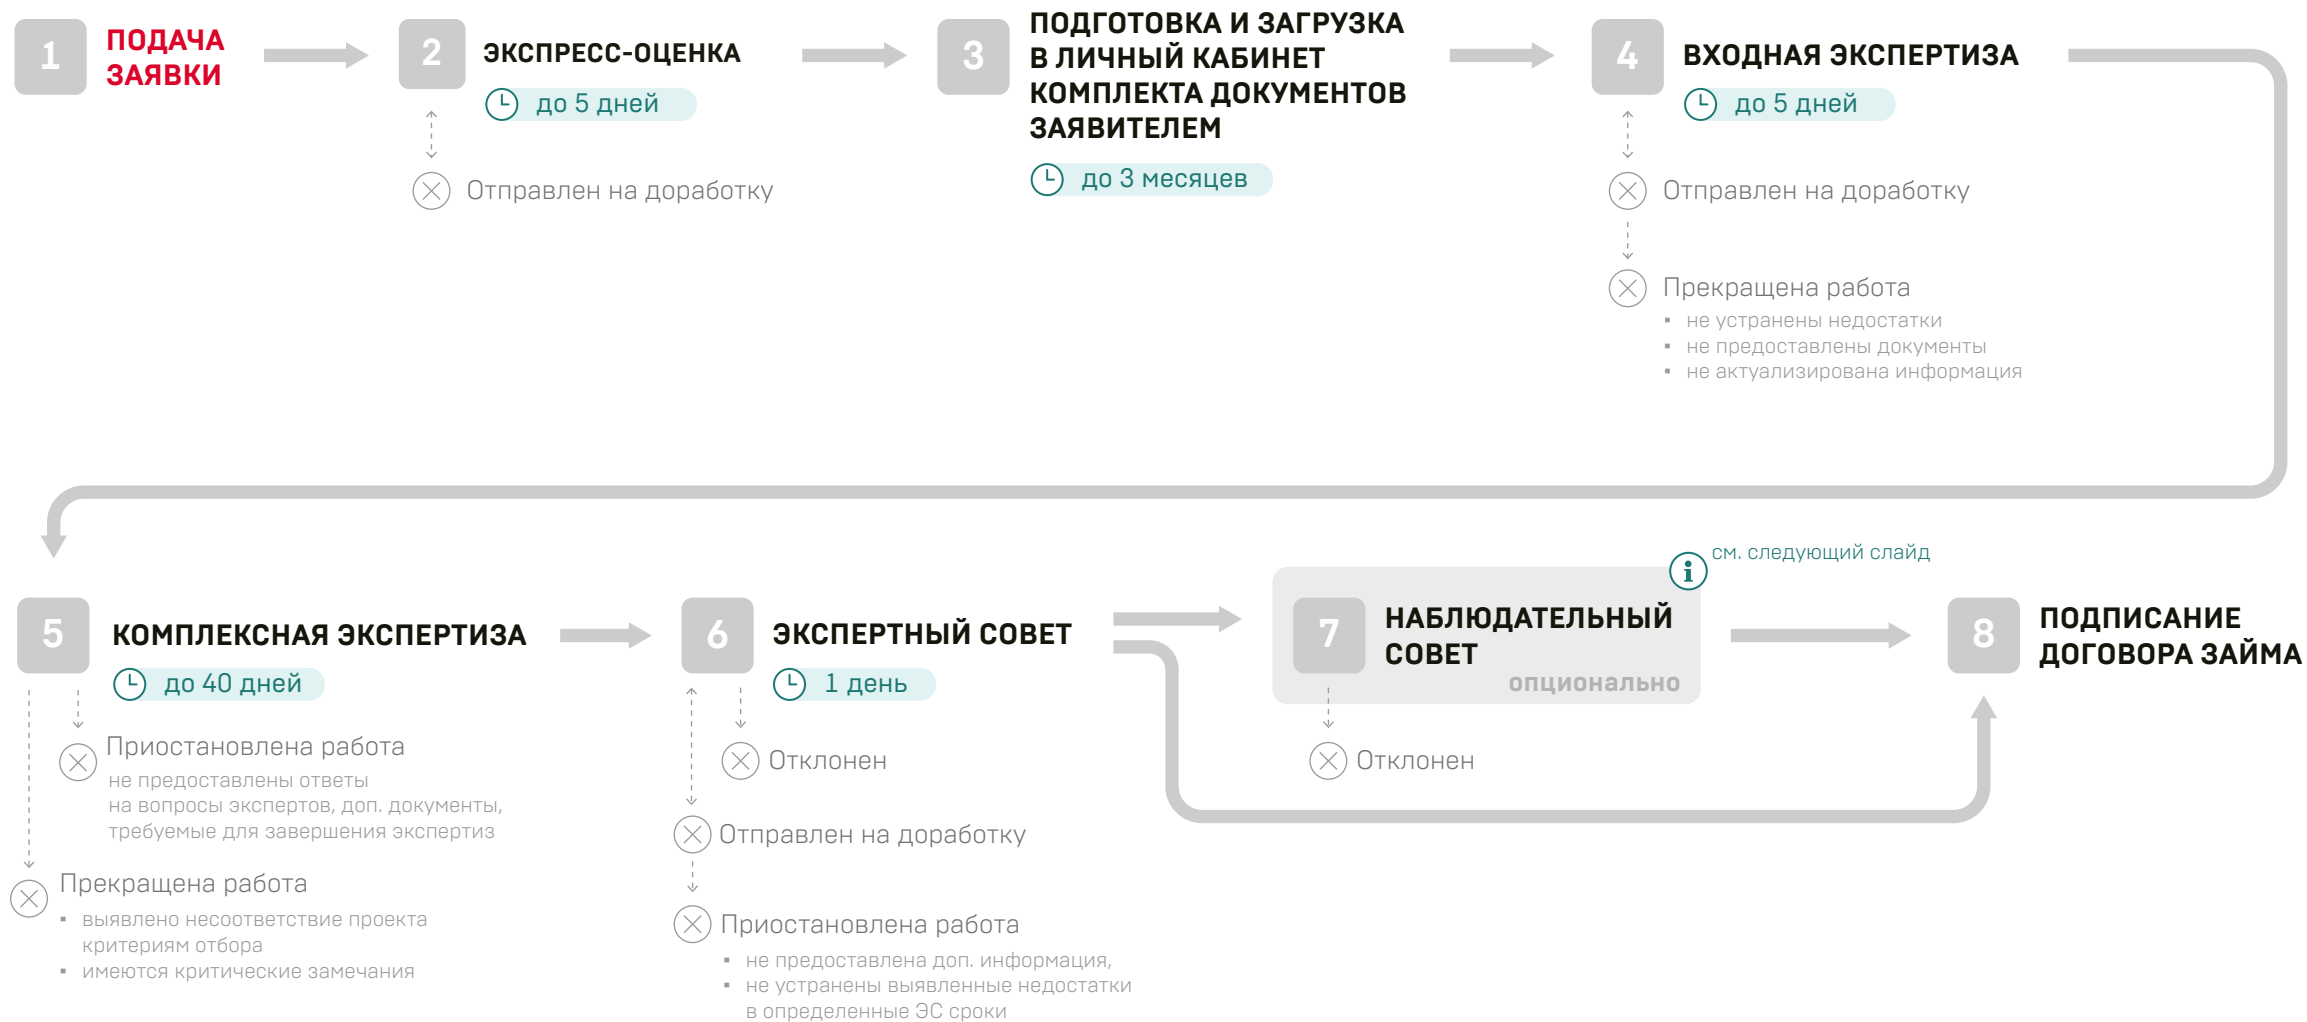 1
ПОДАЧА
ЗАЯВКИ
2
ЭКСПРЕСС-ОЦЕНКА
до 5 дней
Отправлен на доработку
3
ПОДГОТОВКА И ЗАГРУЗКА
В ЛИЧНЫЙ КАБИНЕТ
КОМПЛЕКТА ДОКУМЕНТОВ
ЗАЯВИТЕЛЕМ
до 3 месяцев
4
ВХОДНАЯ ЭКСПЕРТИЗА
до 5 дней
Отправлен на доработку
Прекращена работа
▪ не устранены недостатки
▪ не предоставлены документы
▪ не актуализирована информация
5
КОМПЛЕКСНАЯ ЭКСПЕРТИЗА
до 40 дней
Приостановлена работа
не предоставлены ответы
на вопросы экспертов, доп. документы,
требуемые для завершения экспертиз
Прекращена работа
▪ выявлено несоответствие проекта
критериям отбора
▪ имеются критические замечания
6
ЭКСПЕРТНЫЙ СОВЕТ
1 день
Отклонен
Отправлен на доработку
Приостановлена работа
▪ не предоставлена доп. информация,
▪ не устранены выявленные недостатки
в определенные ЭС сроки
i
см. следующий слайд
7
НАБЛЮДАТЕЛЬНЫЙ
СОВЕТ
опционально
Отклонен
8
ПОДПИСАНИЕ
ДОГОВОРА ЗАЙМА